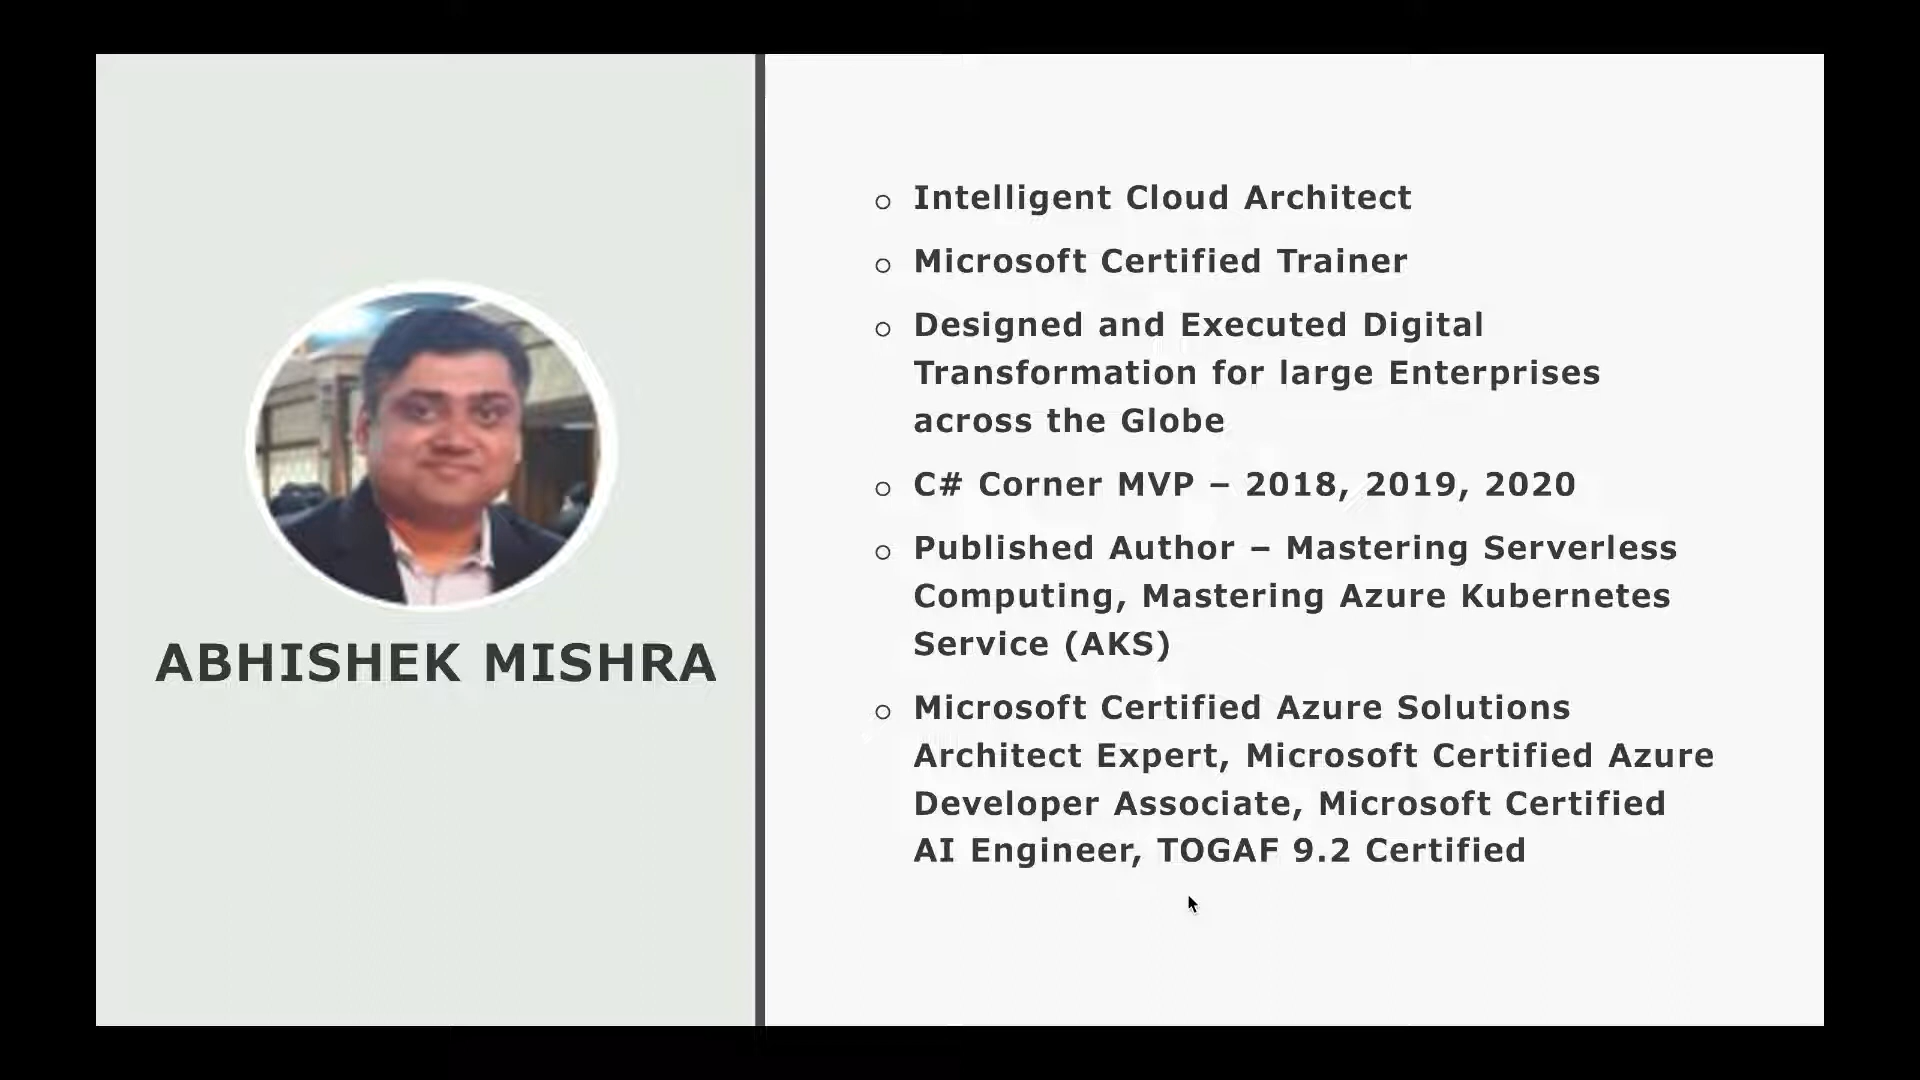 ABHISHEK MISHRA
Intelligent Cloud Architect
Microsoft Certified Trainer
Designed and Executed Digital
Transformation for large Enterprises
across the Globe
C# Corner MVP – 2018, 2019, 2020
Published Author – Mastering Serverless
Computing, Mastering Azure Kubernetes
Service (AKS)
Microsoft Certified Azure Solutions
Architect Expert, Microsoft Certified Azure
Developer Associate, Microsoft Certified
AI Engineer, TOGAF 9.2 Certified